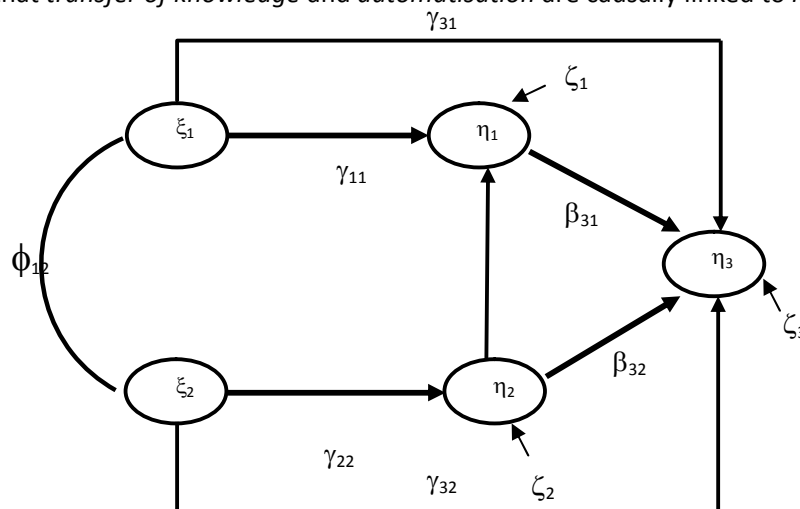 transfer of knowledge and automatisation are causally linked to
γ31
ζ1
ξ1
η1
γ11
β31
ϕ12
η3
ζ3
ξ2
η2
β32
γ22
γ32
ζ2